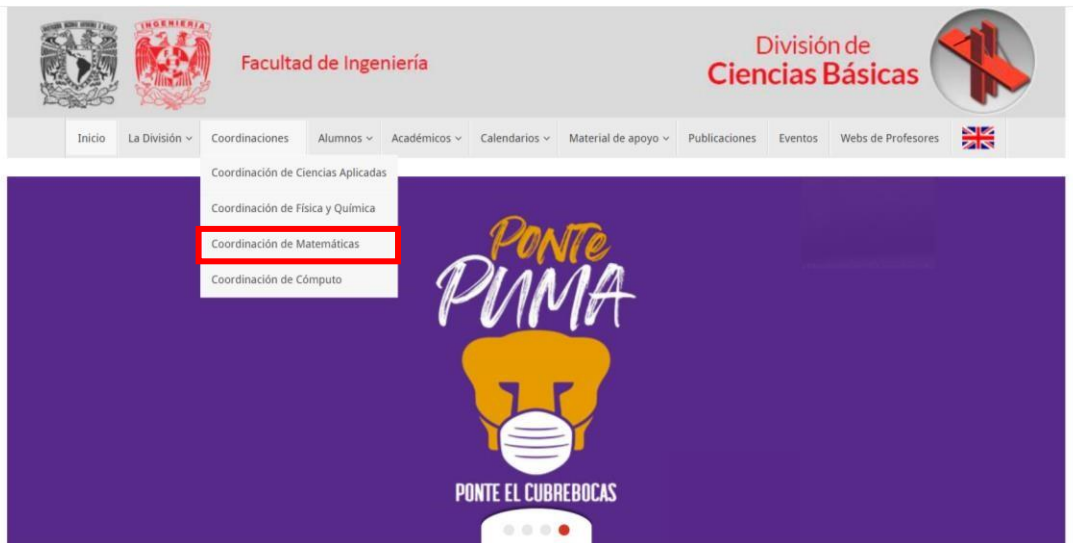 INGENIERIA
Facultad de Ingeniería
División de
Ciencias Básicas
Inicio La División Coordinaciones Alumnos Académicos Calendarios Material de apoyo Publicaciones Eventos Webs de Profesores
Coordinación de Ciencias Aplicadas
Coordinación de Física y Química
Coordinación de Matemáticas
Coordinación de Cómputo
PONTE
PUMA
PONTE EL CUBREBOCAS